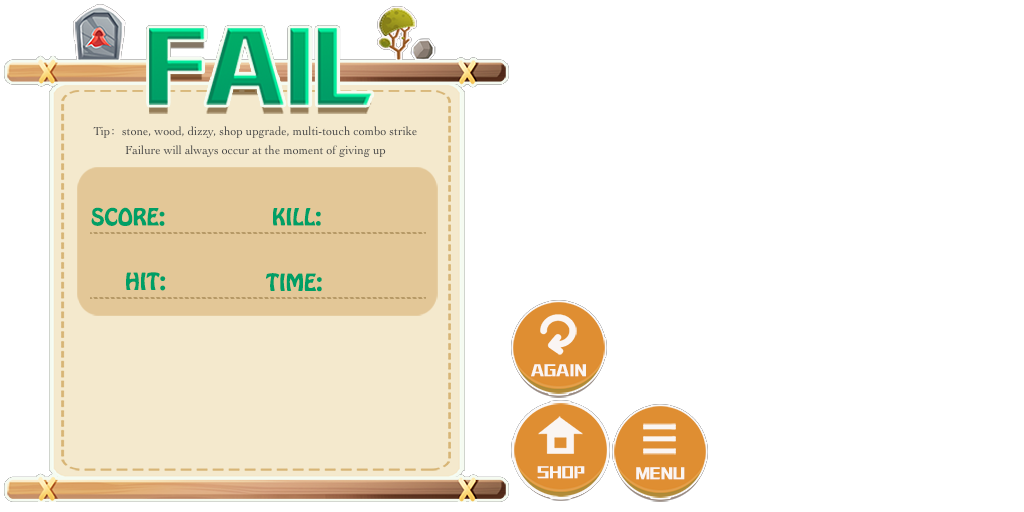 FAIL
Tip: stone, wood, dizzy, shop upgrade, multi-touch combo strike
Failure will always occur at the moment of giving up
SCORE: KILL:
HIT: TIME:
AGAIN
SHOP MENU